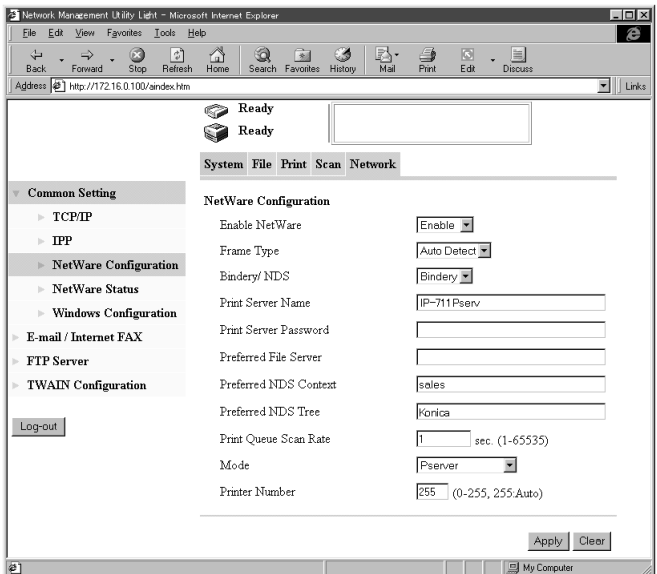 Network Management Utility Light - Microsoft Internet Explorer
File Edit View Favorites Tools Help
Back Forward Stop Refresh Home Search Favorites History Mail Print Edit Discuss
Address http://172.16.0.100/aindex.htm Links
Ready
Ready
System File Print Scan Network
Common Setting
TCP/IP
IPP
NetWare Configuration
NetWare Status
Windows Configuration
E-mail / Internet FAX
FTP Server
TWAIN Configuration
Log-out
NetWare Configuration
Enable NetWare Enable
Frame Type Auto Detect
Bindery/ NDS Bindery
Print Server Name IP-711Pserv
Print Server Password
Preferred File Server
Preferred NDS Context sales
Preferred NDS Tree Konica
Print Queue Scan Rate 1 sec. (1-65535)
Mode Pserver
Printer Number 255 (0-255, 255:Auto)
Apply Clear
My Computer